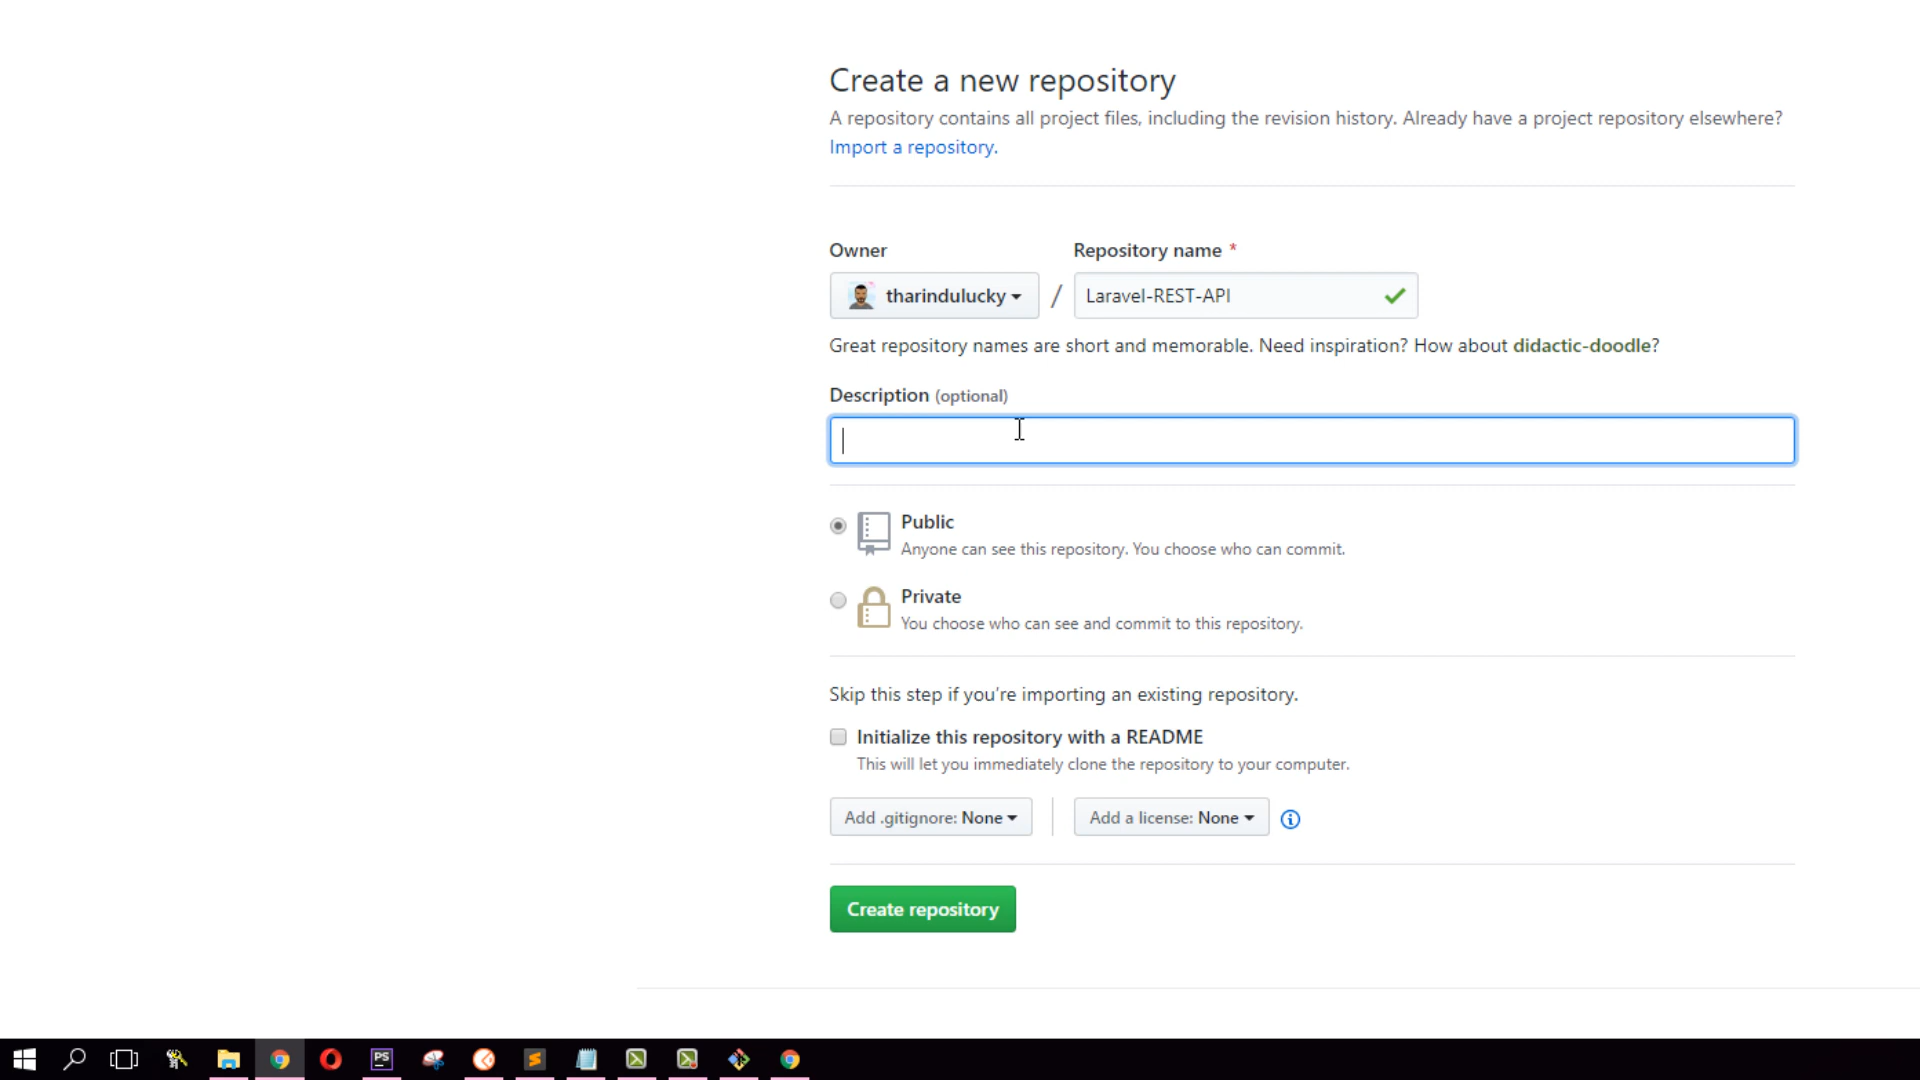 Create a new repository
A repository contains all project files, including the revision history. Already have a project repository elsewhere?
Import a repository.
Owner
Repository name *
tharindulucky / Laravel-REST-API
Great repository names are short and memorable. Need inspiration? How about didactic-doodle?
Description (optional)
Public
Anyone can see this repository. You choose who can commit.
Private
You choose who can see and commit to this repository.
Skip this step if you’re importing an existing repository.
Initialize this repository with a README
This will let you immediately clone the repository to your computer.
Add .gitignore: None
Add a license: None
Create repository
PS